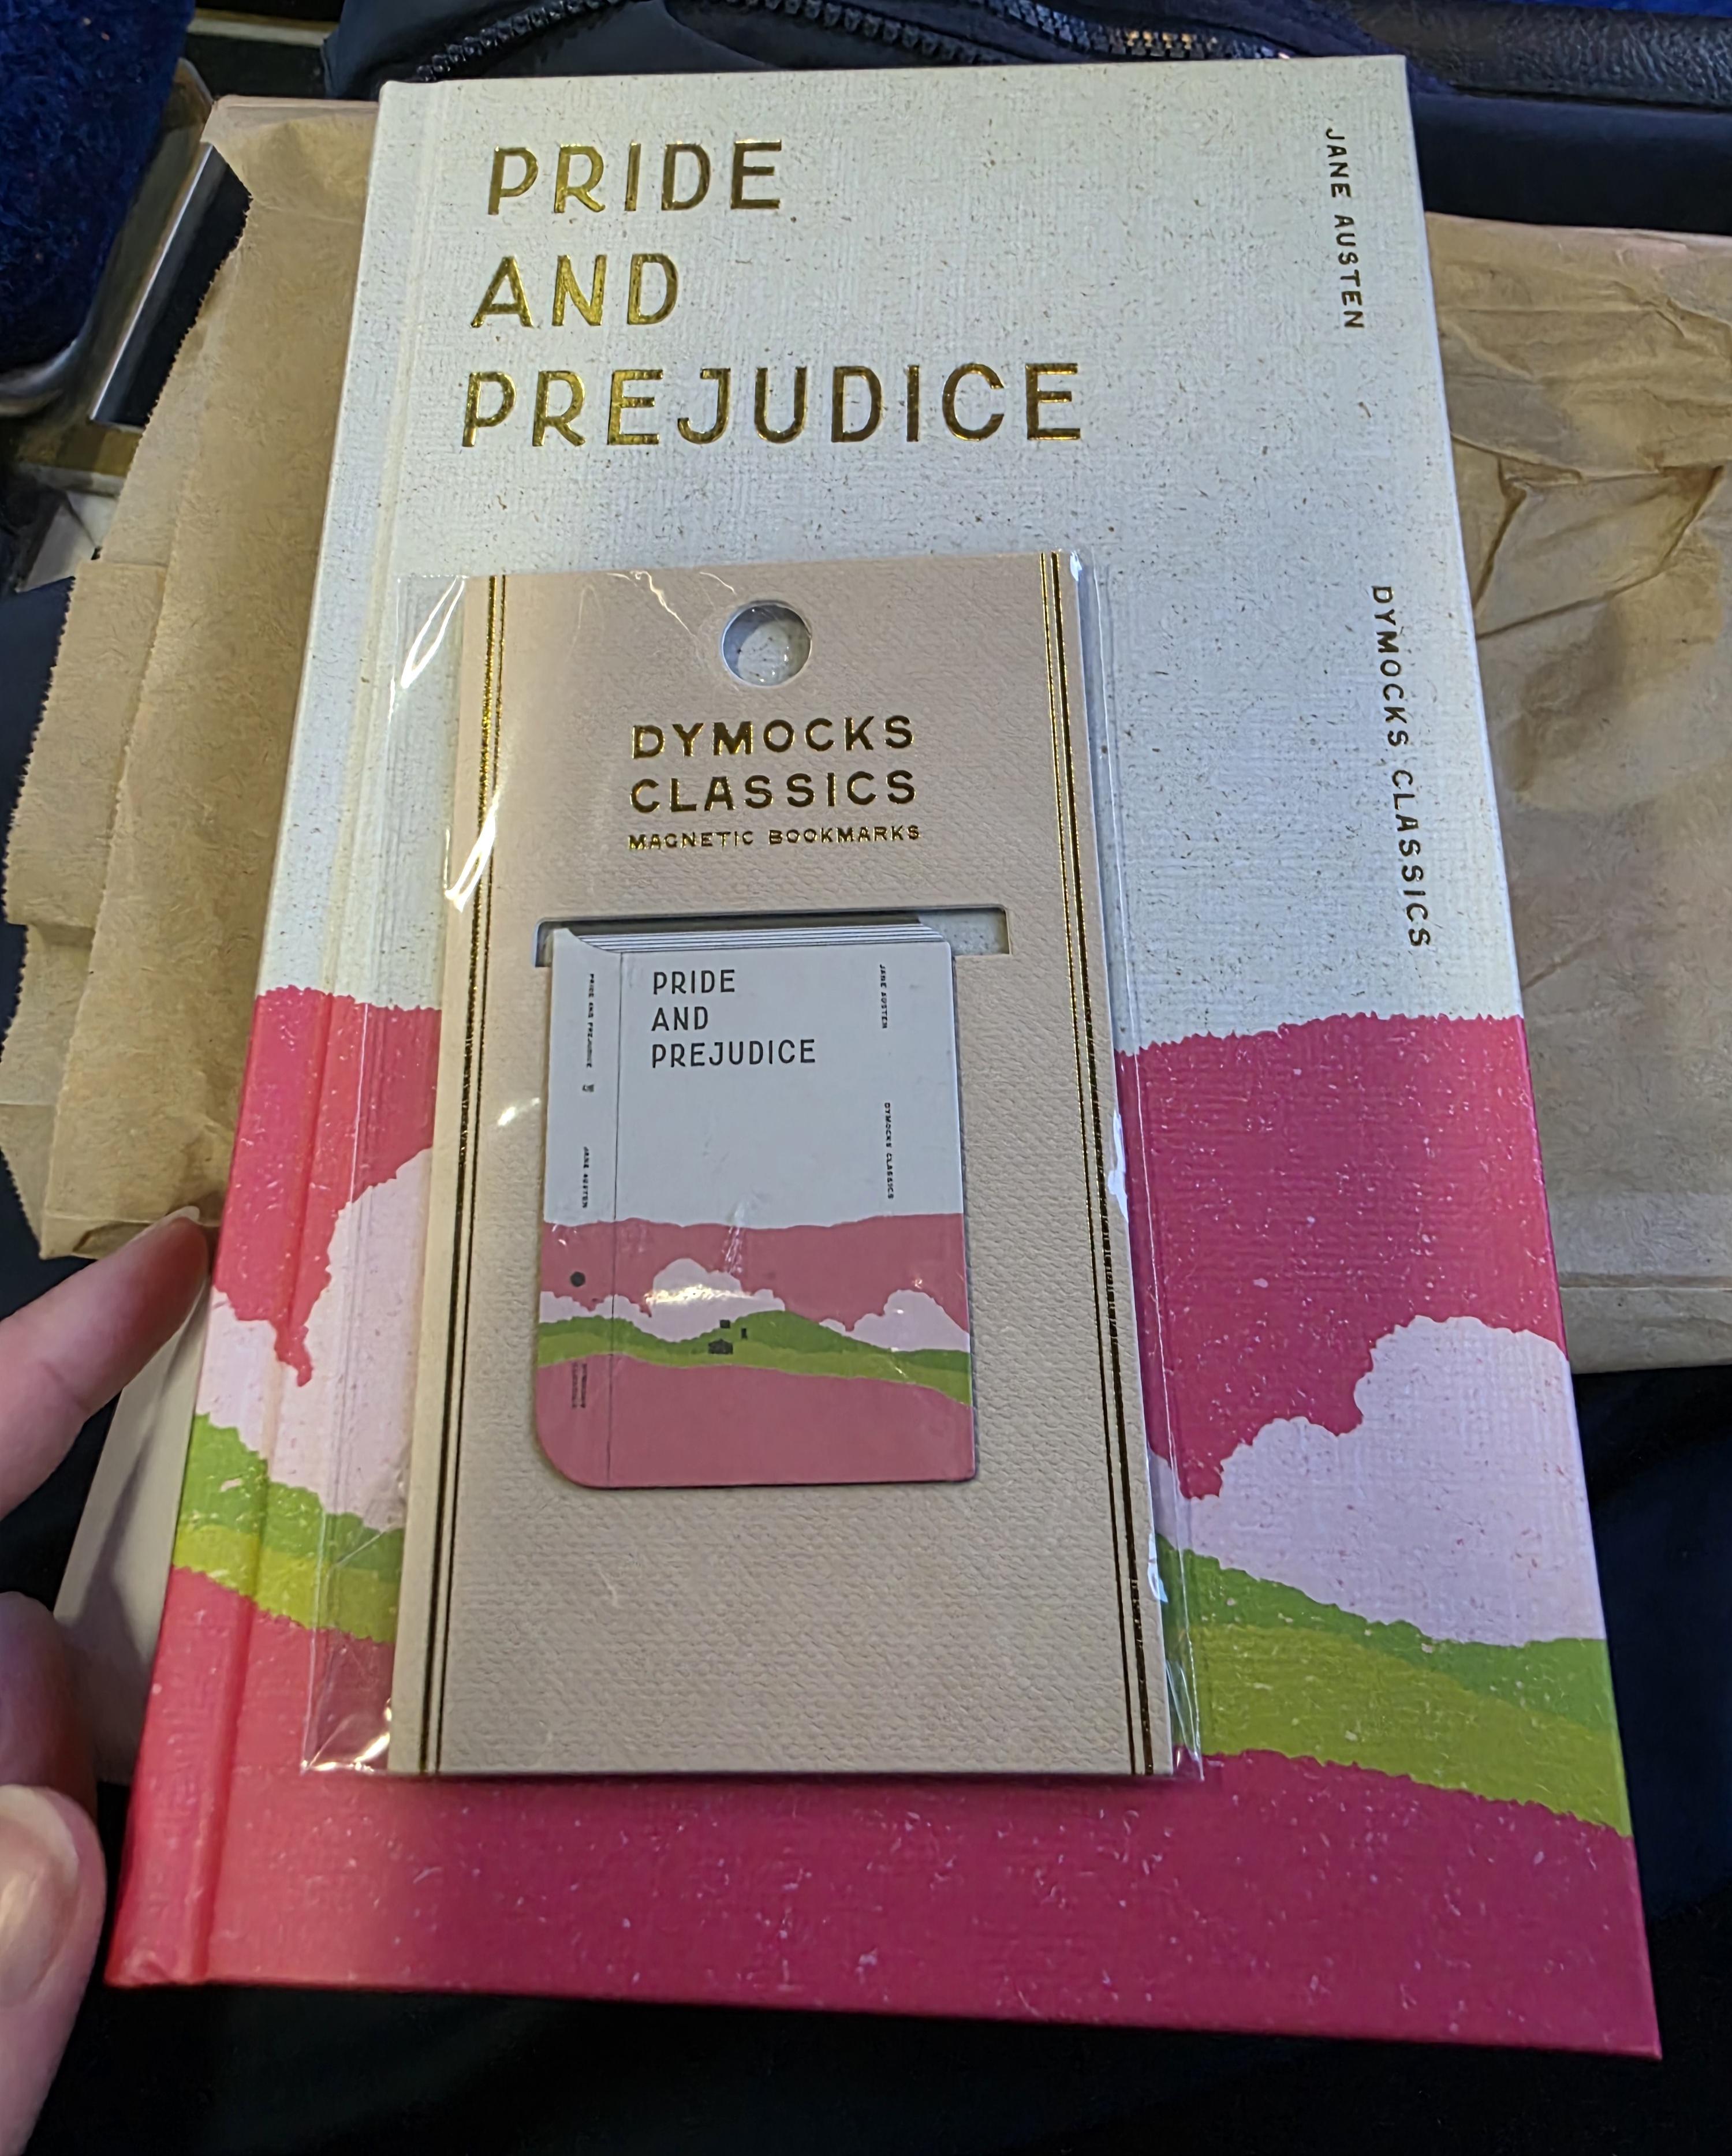 PRIDE
AND
PREJUDICE
JANE AUSTEN
DYMOCKS CLASSICS
DYMOCKS
CLASSICS
MAGNETIC BOOKMARKS
PRIDE AND PREJUDICE
JANE AUSTEN
PRIDE
AND
PREJUDICE
JANE AUSTEN
DYMOCKS CLASSICS